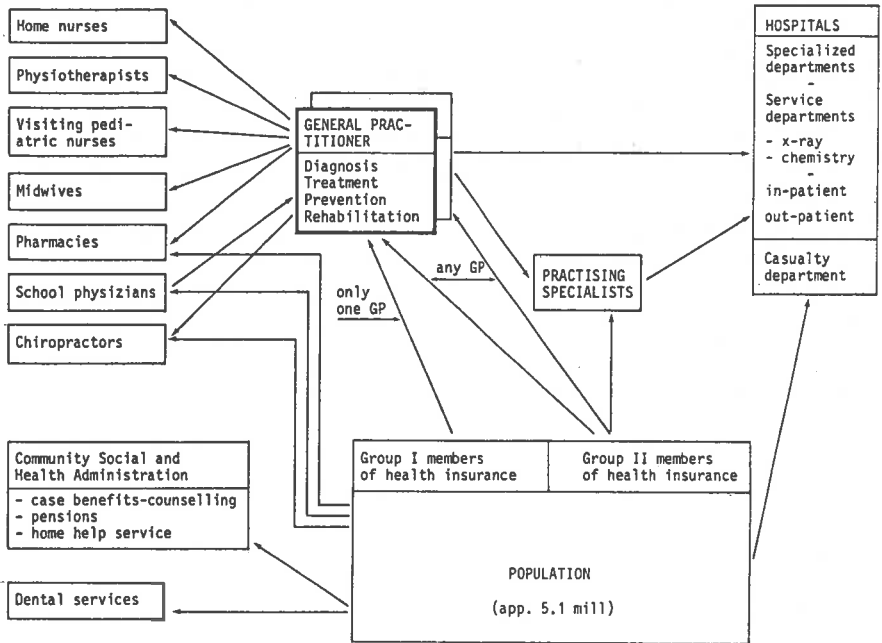 Home nurses
Physiotherapists
Visiting pedi-
atric nurses
Midwives
Pharmacies
School physizians
Chiropractors
GENERAL PRAC-
TITIONER
Diagnosis
Treatment
Prevention
Rehabilitation
HOSPITALS
Specialized
departments
-
Service
departments
- x-ray
- chemistry
-
in-patient
out-patient
Casualty
department
any GP
only
one GP
PRACTISING
SPECIALISTS
Community Social and
Health Administration
- case benefits-counselling
- pensions
- home help service
Dental services
Group I members
of health insurance
Group II members
of health insurance
POPULATION
(app. 5.1 mill)